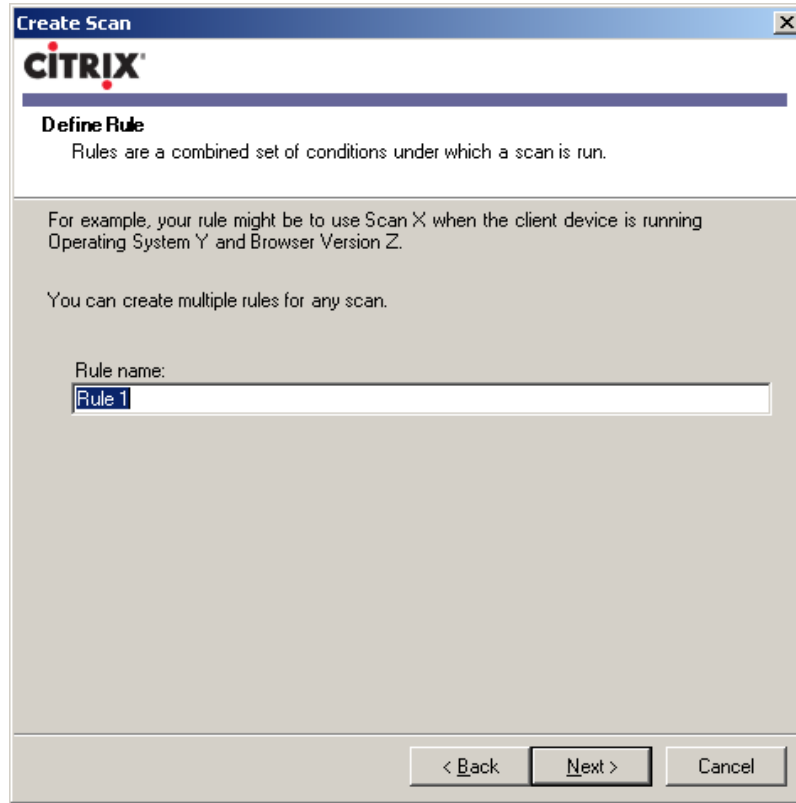 Create Scan
CITRIX
Define Rule
Rules are a combined set of conditions under which a scan is run.
For example, your rule might be to use Scan X when the client device is running
Operating System Y and Browser Version Z.
You can create multiple rules for any scan.
Rule name:
Rule 1
< Back Next > Cancel